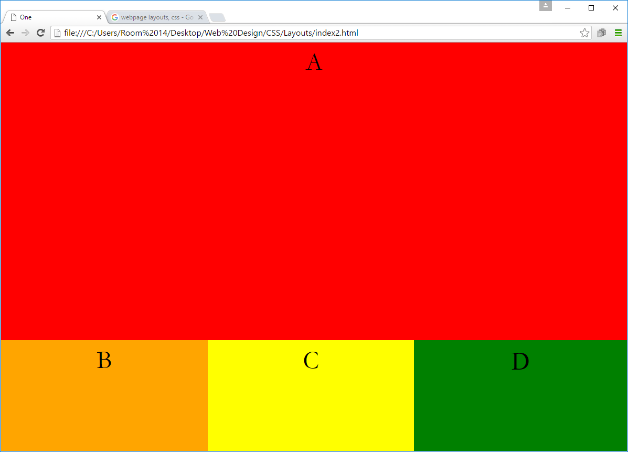 One
webpage layouts, css - Go
file:///C:/Users/Room%2014/Desktop/Web%20Design/CSS/Layouts/index2.html
A
B
C
D